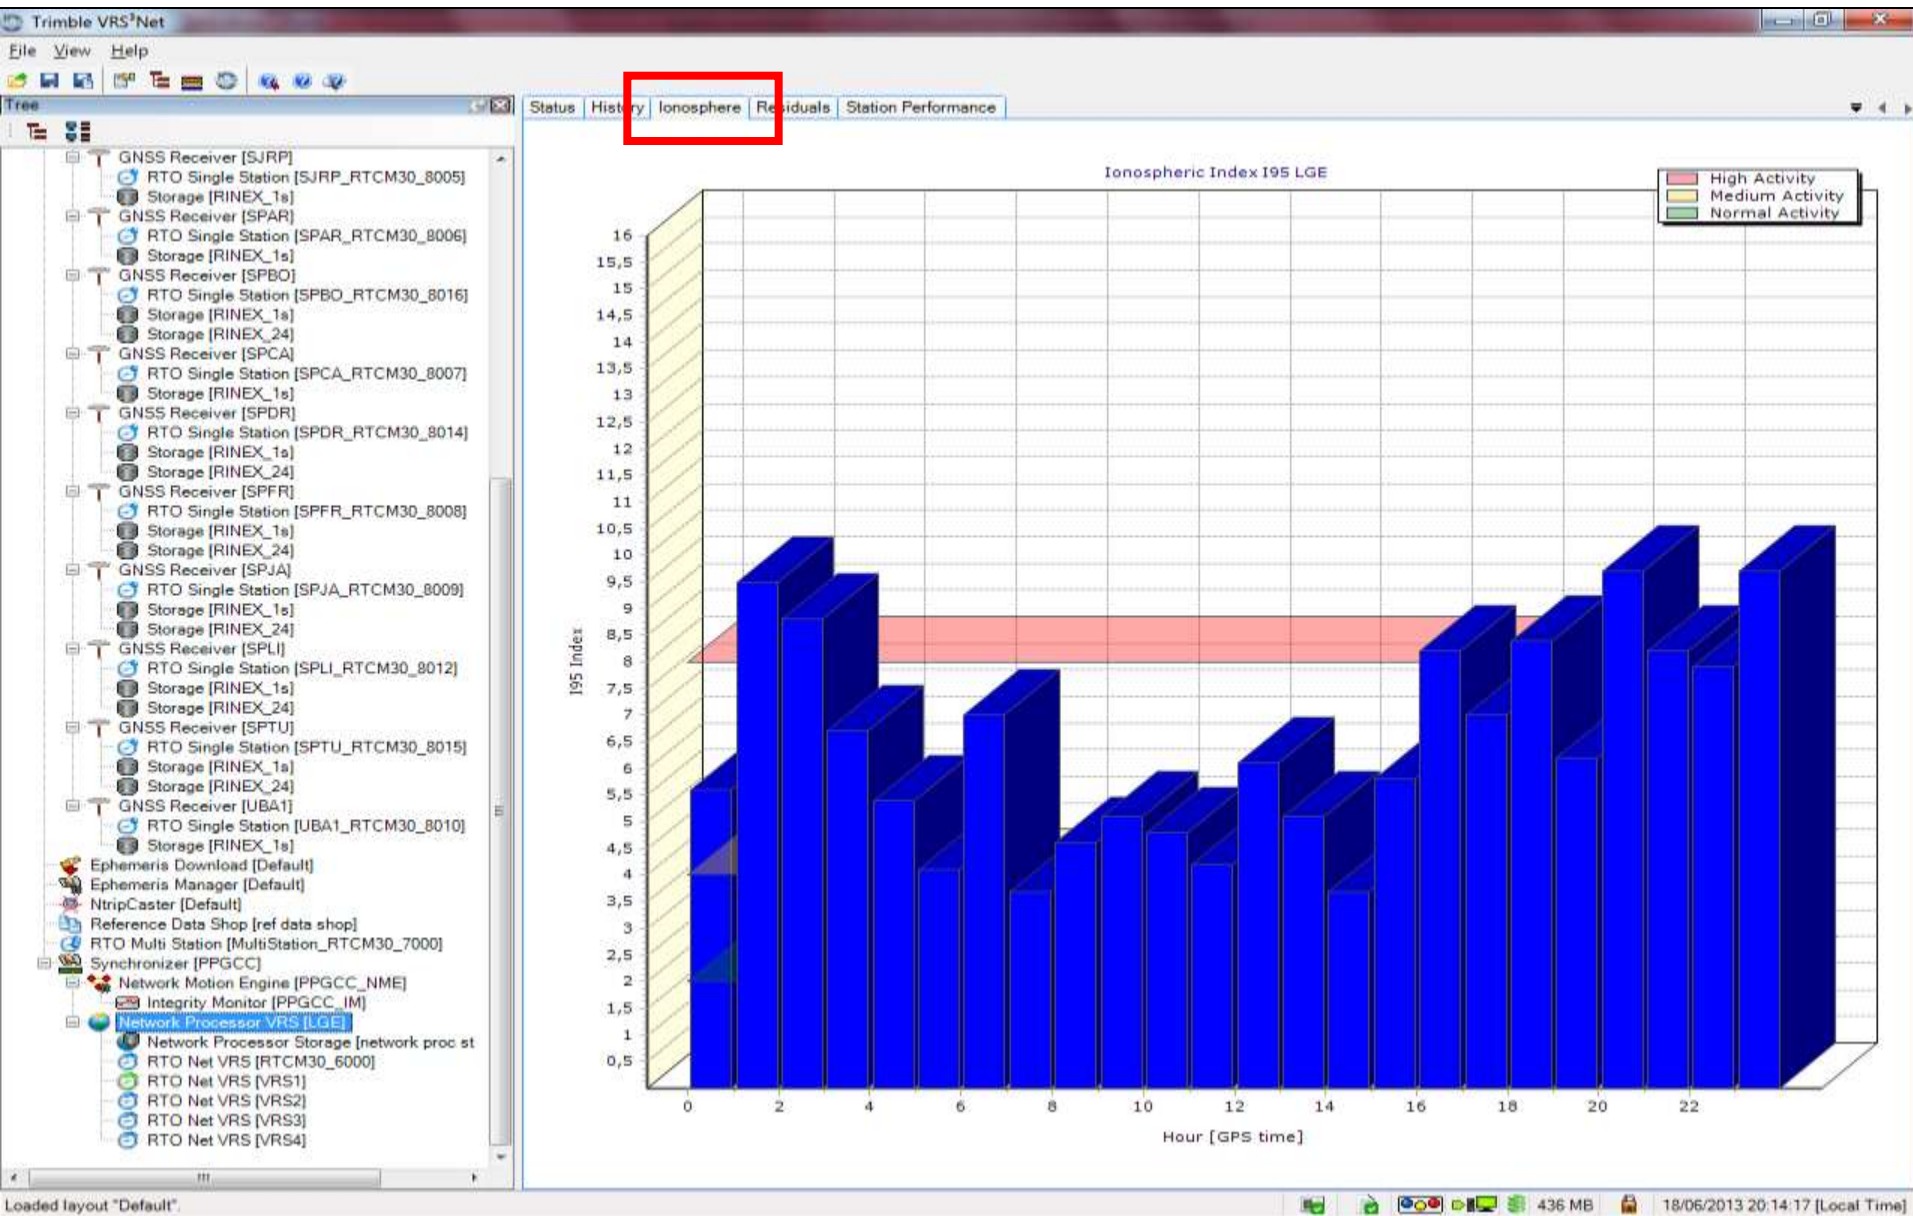 Trimble VRS³Net
File View Help
Tree
GNSS Receiver [SJRP]
RTO Single Station [SJRP_RTCM30_8005]
Storage [RINEX_1s]
GNSS Receiver [SPAR]
RTO Single Station [SPAR_RTCM30_8006]
Storage [RINEX_1s]
GNSS Receiver [SPBO]
RTO Single Station [SPBO_RTCM30_8016]
Storage [RINEX_1s]
Storage [RINEX_24]
GNSS Receiver [SPCA]
RTO Single Station [SPCA_RTCM30_8007]
Storage [RINEX_1s]
GNSS Receiver [SPDR]
RTO Single Station [SPDR_RTCM30_8014]
Storage [RINEX_1s]
Storage [RINEX_24]
GNSS Receiver [SPFR]
RTO Single Station [SPFR_RTCM30_8008]
Storage [RINEX_1s]
Storage [RINEX_24]
GNSS Receiver [SPJA]
RTO Single Station [SPJA_RTCM30_8009]
Storage [RINEX_1s]
Storage [RINEX_24]
GNSS Receiver [SPLI]
RTO Single Station [SPLI_RTCM30_8012]
Storage [RINEX_1s]
Storage [RINEX_24]
GNSS Receiver [SPTU]
RTO Single Station [SPTU_RTCM30_8015]
Storage [RINEX_1s]
Storage [RINEX_24]
GNSS Receiver [UBA1]
RTO Single Station [UBA1_RTCM30_8010]
Storage [RINEX_1s]
Ephemeris Download [Default]
Ephemeris Manager [Default]
NtripCaster [Default]
Reference Data Shop [ref data shop]
RTO Multi Station [MultiStation_RTCM30_7000]
Synchronizer [PPGCC]
Network Motion Engine [PPGCC_NME]
Integrity Monitor [PPGCC_IM]
Network Processor VRS [LGE]
Network Processor Storage [network proc st
RTO Net VRS [RTCM30_6000]
RTO Net VRS [VRS1]
RTO Net VRS [VRS2]
RTO Net VRS [VRS3]
RTO Net VRS [VRS4]
Status History Ionosphere Residuals Station Performance
Ionospheric Index I95 LGE
High Activity
Medium Activity
Normal Activity
16
15,5
15
14,5
14
13,5
13
12,5
12
11,5
11
10,5
10
9,5
9
8,5
8
7,5
7
6,5
6
5,5
5
4,5
4
3,5
3
2,5
2
1,5
1
0,5
I95 Index
0 2 4 6 8 10 12 14 16 18 20 22
Hour [GPS time]
Loaded layout "Default".
436 MB
18/06/2013 20:14:17 [Local Time]